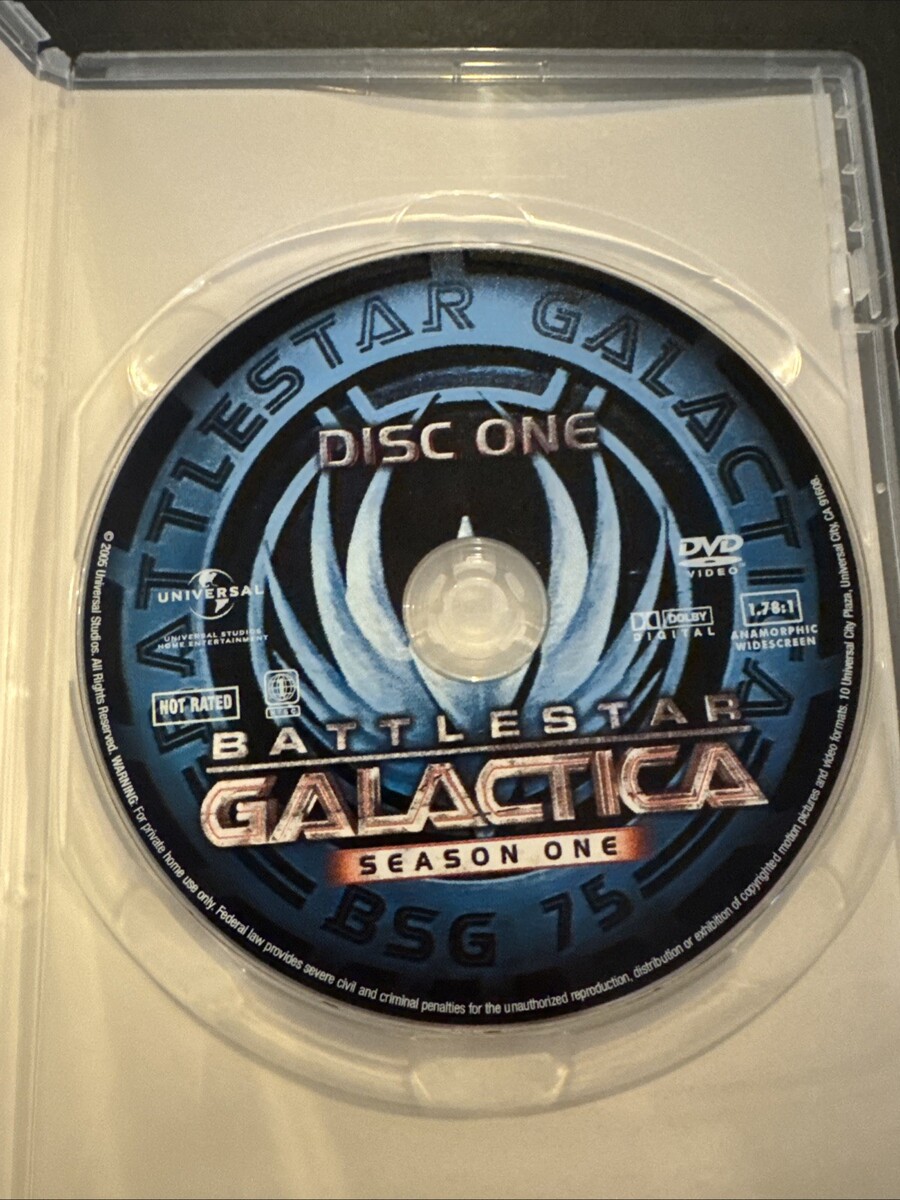 BATTLESTAR GALACTICA
DISC ONE
DVD
VIDEO
UNIVERSAL
UNIVERSAL STUDIOS
HOME ENTERTAINMENT
DOLBY
DIGITAL
1.78:1
ANAMORPHIC
WIDESCREEN
NOT RATED
1
BATTLESTAR
GALACTICA
SEASON ONE
BSG 75
© 2005 Universal Studios. All Rights Reserved. WARNING: For private home use only. Federal law provides severe civil and criminal penalties for the unauthorized reproduction, distribution or exhibition of copyrighted motion pictures and video formats. 10 Universal City Plaza, Universal City, CA 91608.